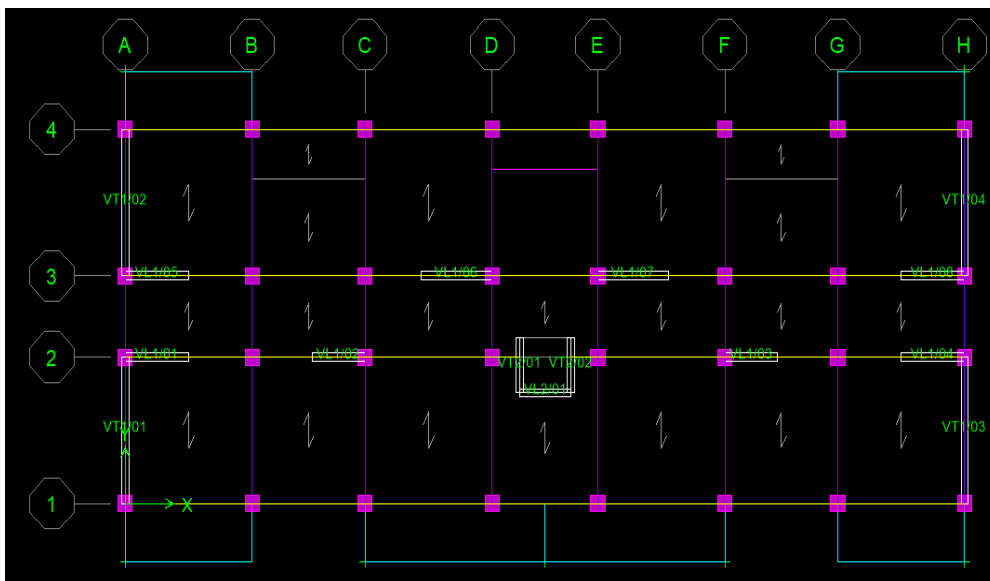 A B C D E F G H
4
VT1/02 VT1/04
3 VL1/05 VL1/06 VL1/07 VL1/08
2 VL1/01 VL1/02 VT2/01 VT2/02 VL1/03 VL1/04
VL2/01
VT1/01 VT1/03
Y
1 X